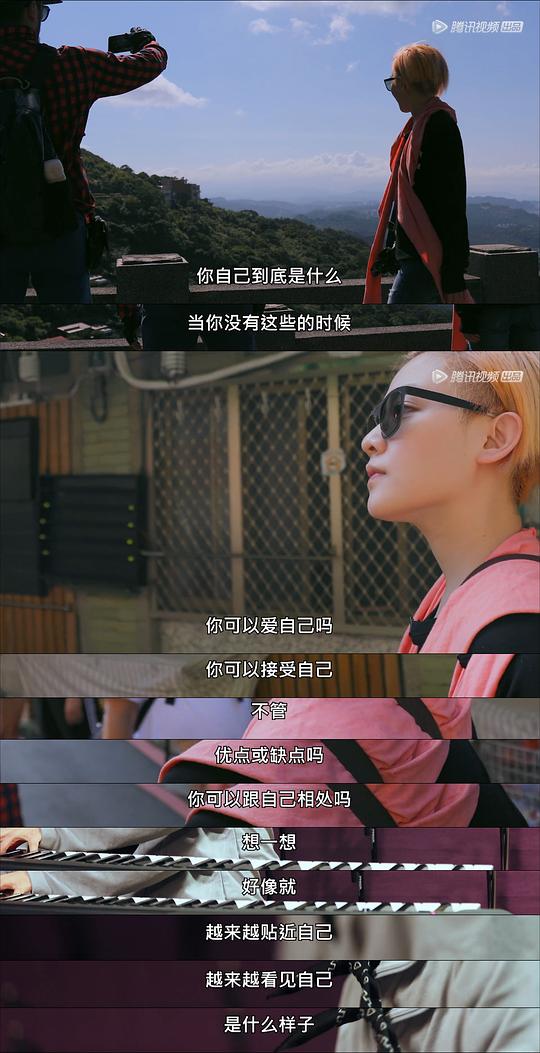 腾讯视频 出品
你自己到底是什么
当你没有这些的时候
腾讯视频 出品
你可以爱自己吗
你可以接受自己
不管
优点或缺点吗
你可以跟自己相处吗
想一想
好像就
越来越贴近自己
越来越看见自己
是什么样子